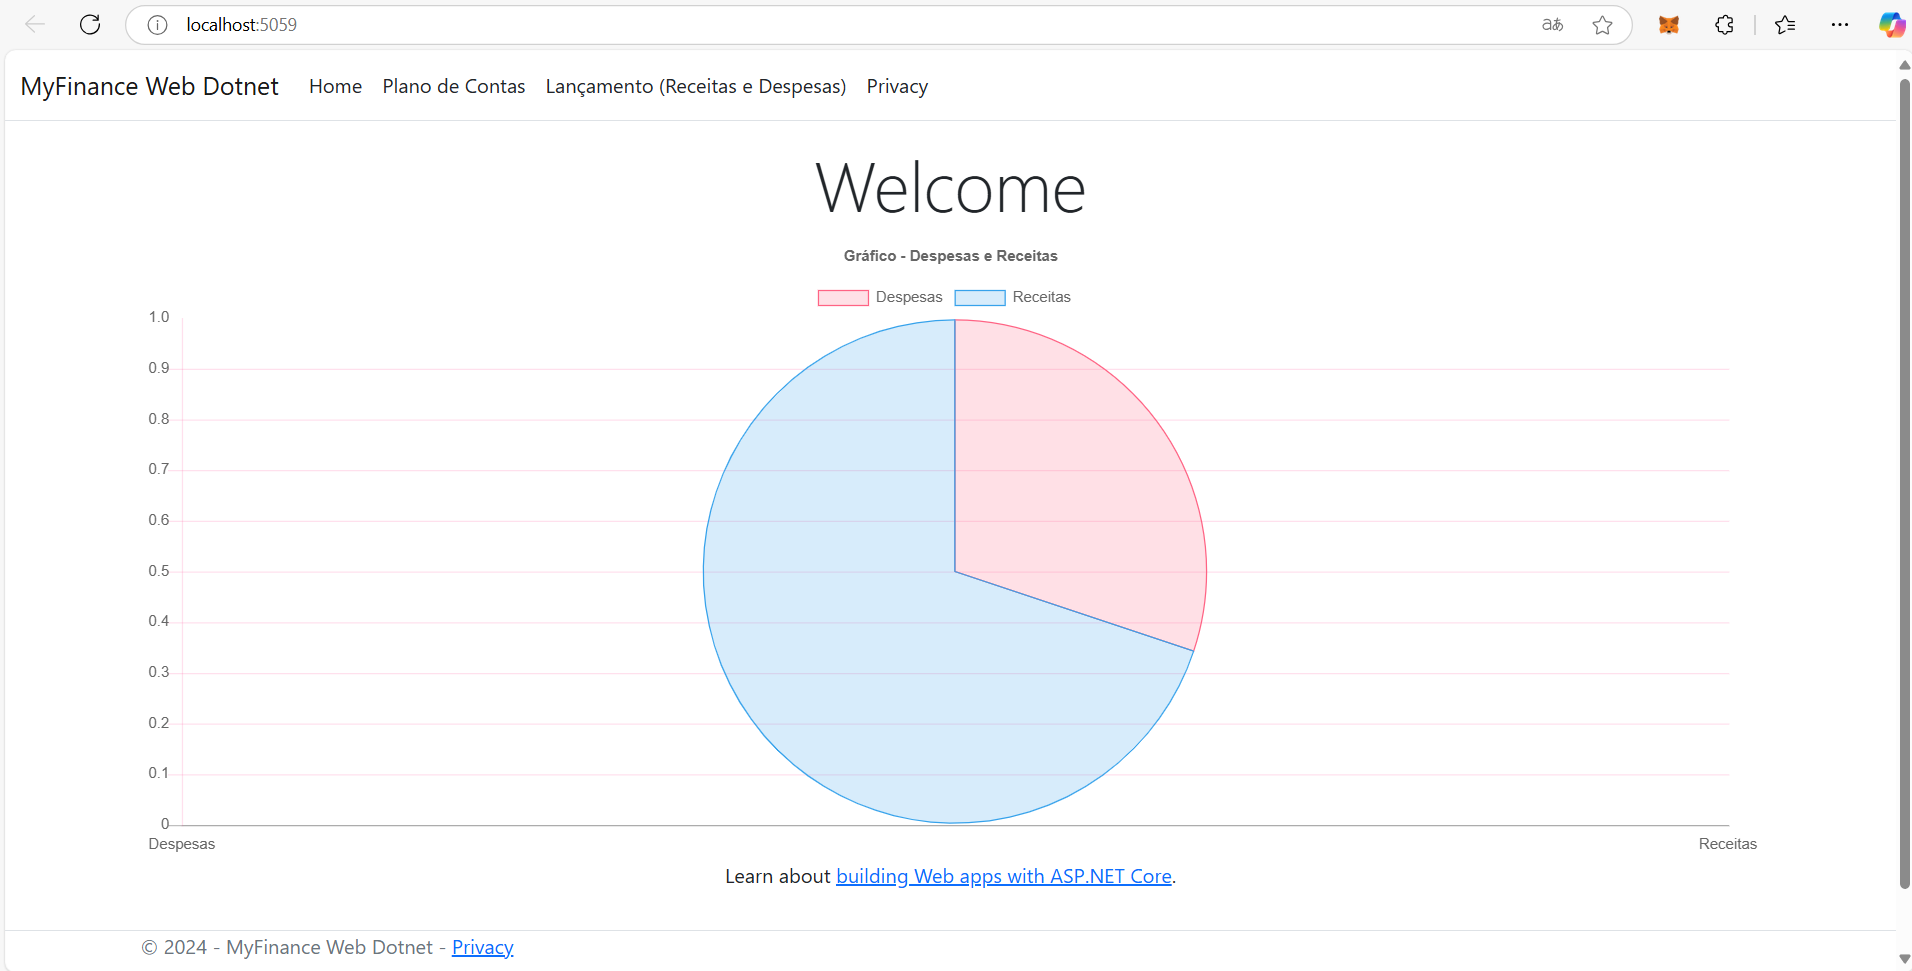 localhost:5059
MyFinance Web Dotnet Home Plano de Contas Lançamento (Receitas e Despesas) Privacy
Welcome
Gráfico - Despesas e Receitas
Despesas Receitas
1.0
0.9
0.8
0.7
0.6
0.5
0.4
0.3
0.2
0.1
0
Despesas Receitas
Learn about building Web apps with ASP.NET Core.
© 2024 - MyFinance Web Dotnet - Privacy